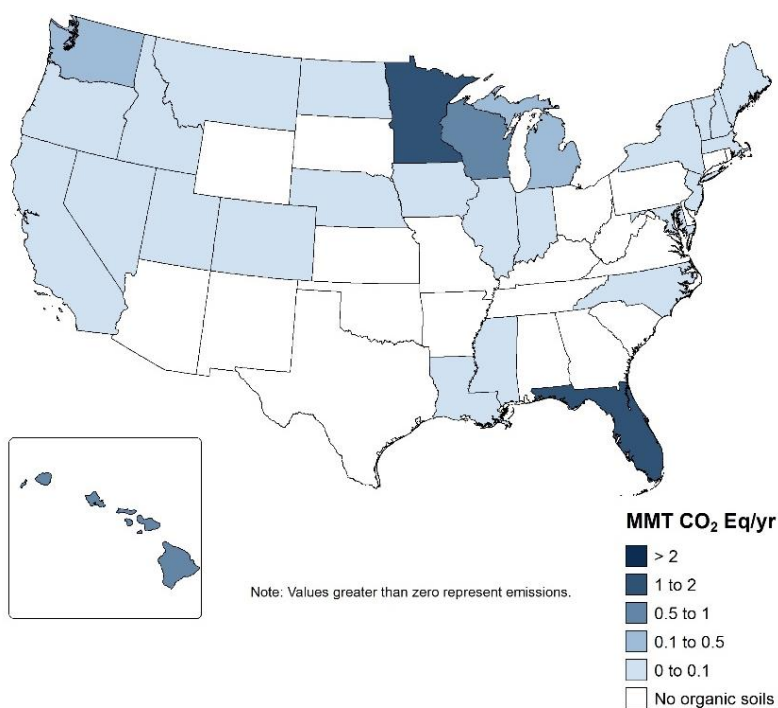 MMT CO₂ Eq/yr
> 2
1 to 2
0.5 to 1
0.1 to 0.5
0 to 0.1
No organic soils
Note: Values greater than zero represent emissions.